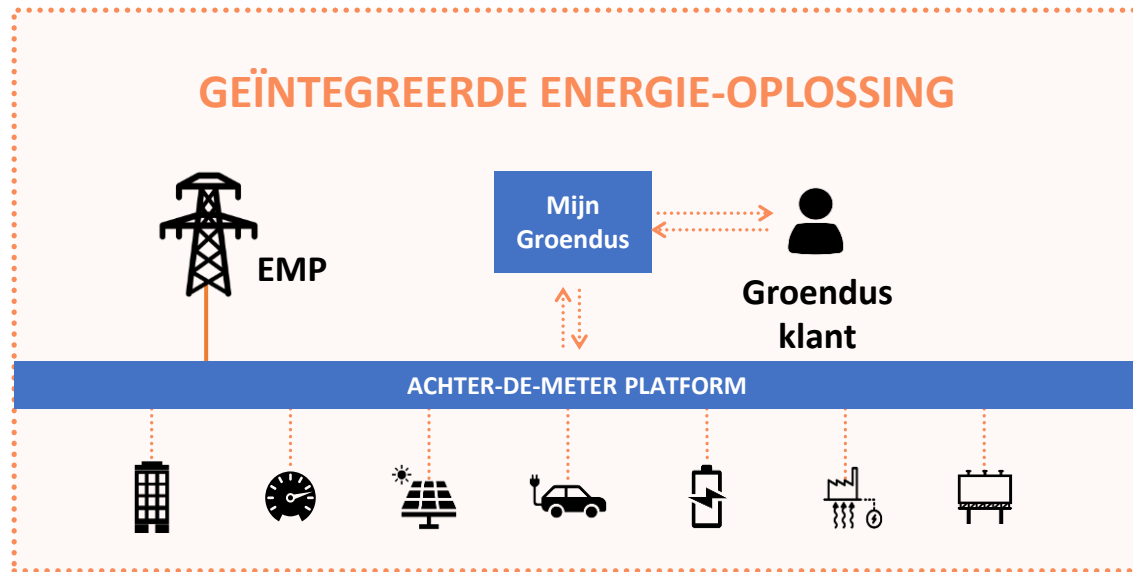 GEÏNTEGREERDE ENERGIE-OPLOSSING
Mijn
Groendus
EMP
Groendus
klant
ACHTER-DE-METER PLATFORM